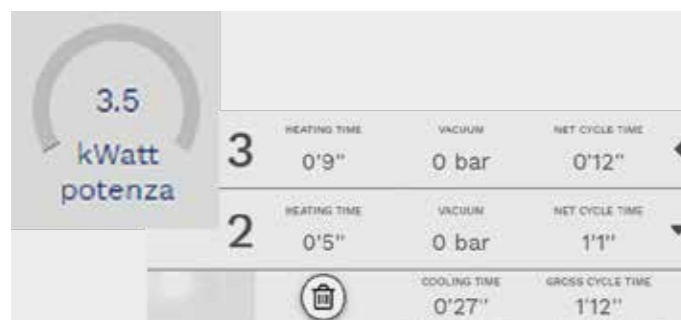 3.5
kWatt
potenza
3
HEATING TIME VACUUM NET CYCLE TIME
0'9" 0 bar 0'12"
2
HEATING TIME VACUUM NET CYCLE TIME
0'5" 0 bar 1'1"
COOLING TIME GROSS CYCLE TIME
0'27" 1'12"